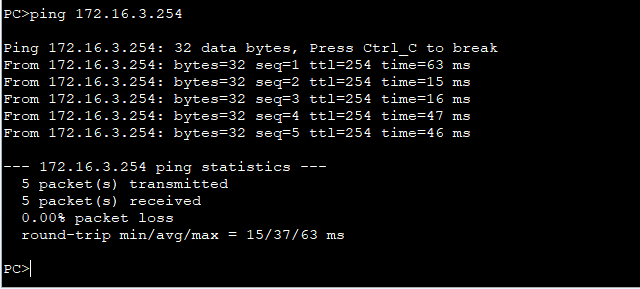 PC>ping 172.16.3.254
Ping 172.16.3.254: 32 data bytes, Press Ctrl_C to break
From 172.16.3.254: bytes=32 seq=1 ttl=254 time=63 ms
From 172.16.3.254: bytes=32 seq=2 ttl=254 time=15 ms
From 172.16.3.254: bytes=32 seq=3 ttl=254 time=16 ms
From 172.16.3.254: bytes=32 seq=4 ttl=254 time=47 ms
From 172.16.3.254: bytes=32 seq=5 ttl=254 time=46 ms
--- 172.16.3.254 ping statistics ---
5 packet(s) transmitted
5 packet(s) received
0.00% packet loss
round-trip min/avg/max = 15/37/63 ms
PC>